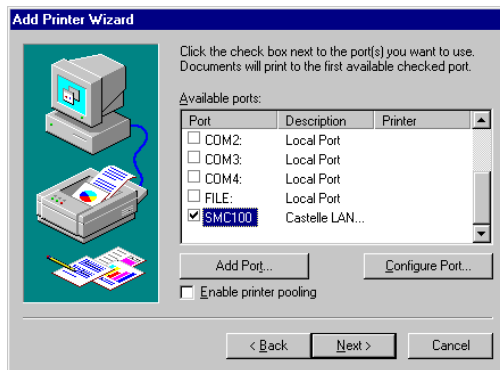 Add Printer Wizard
Click the check box next to the port(s) you want to use.
Documents will print to the first available checked port.
Available ports:
Port Description Printer
COM2: Local Port
COM3: Local Port
COM4: Local Port
FILE: Local Port
SMC100 Castelle LAN...
Add Port... Configure Port...
Enable printer pooling
< Back Next > Cancel